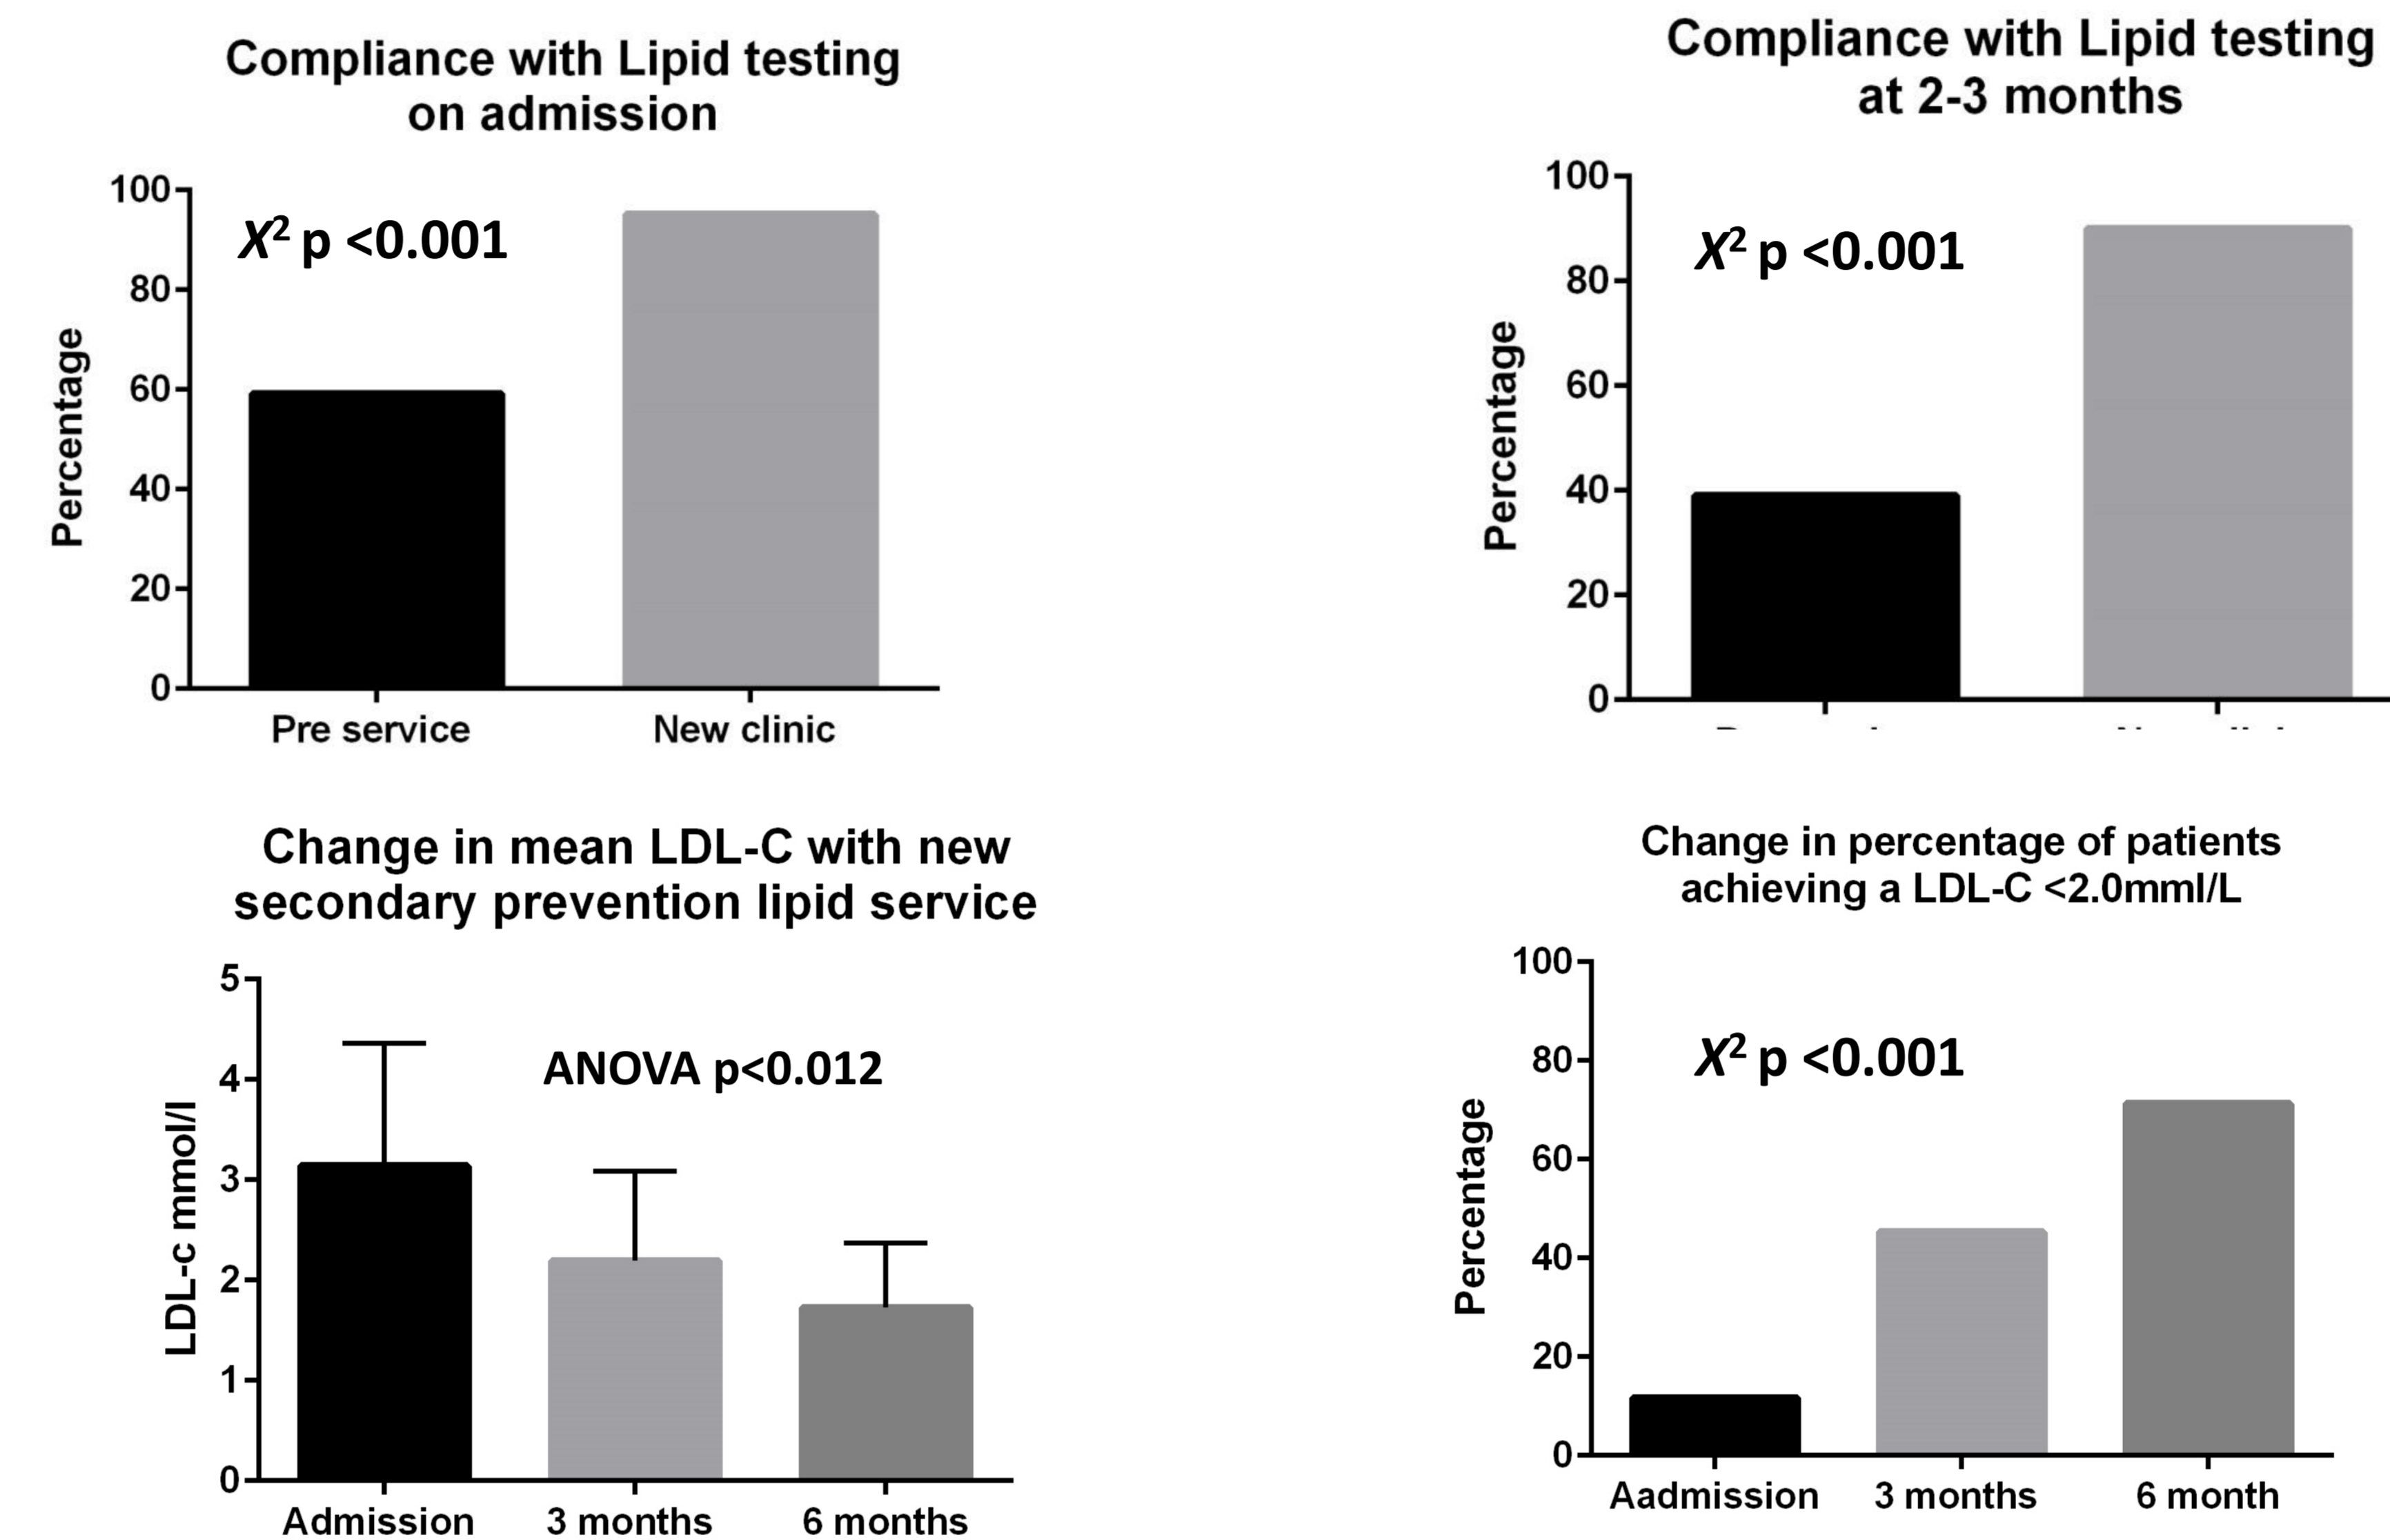 Compliance with Lipid testing
on admission
100
80
60
40
20
0
Percentage
X² p <0.001
Pre service
New clinic
Compliance with Lipid testing
at 2-3 months
100
80
60
40
20
0
Percentage
X² p <0.001
Change in mean LDL-C with new
secondary prevention lipid service
5
4
3
2
1
0
LDL-c mmol/l
ANOVA p<0.012
Admission
3 months
6 months
Change in percentage of patients
achieving a LDL-C <2.0mml/L
100
80
60
40
20
0
Percentage
X² p <0.001
Aadmission
3 months
6 month